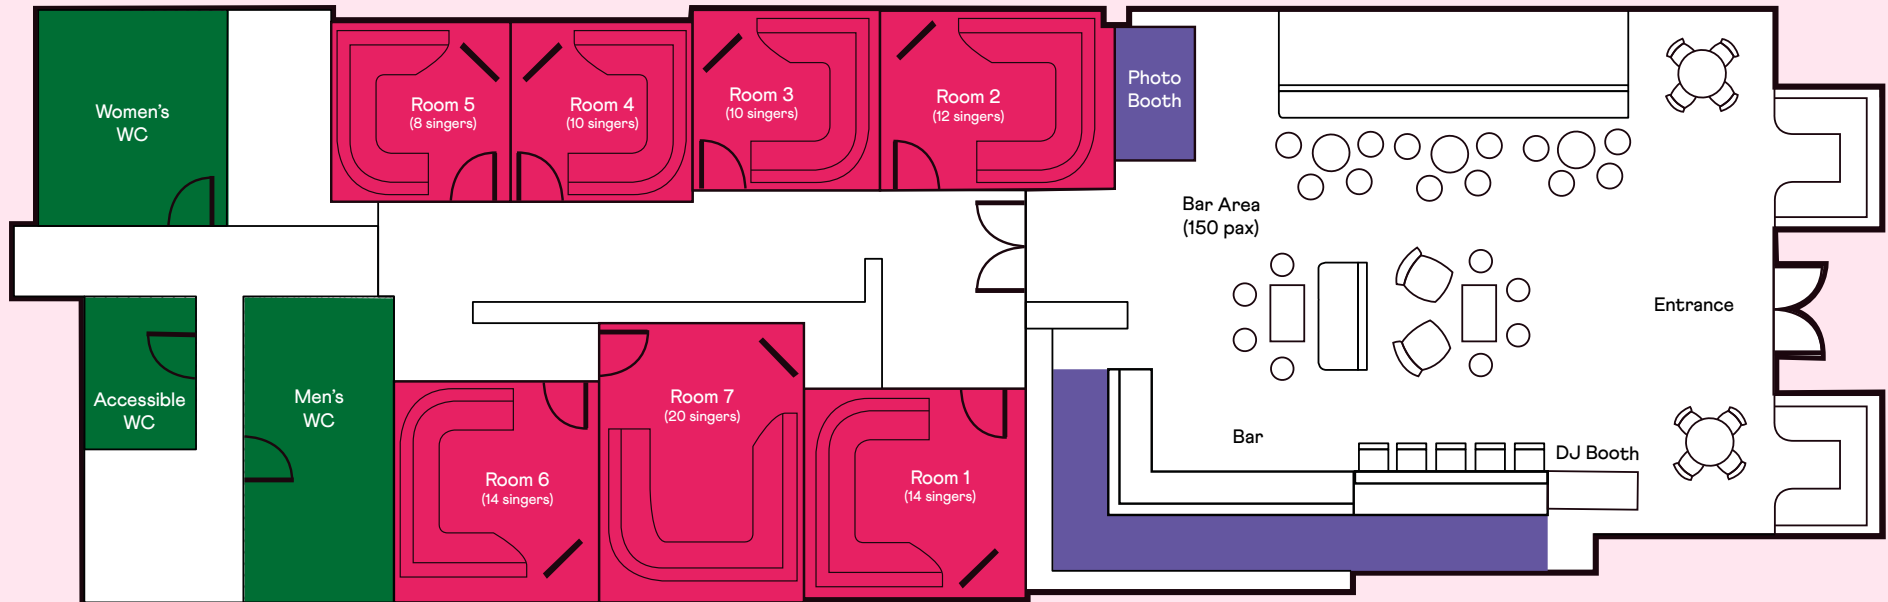 Women's
WC
Room 5
(8 singers)
Room 4
(10 singers)
Room 3
(10 singers)
Room 2
(12 singers)
Photo
Booth
Bar Area
(150 pax)
Entrance
Accessible
WC
Men's
WC
Room 6
(14 singers)
Room 7
(20 singers)
Room 1
(14 singers)
Bar
DJ Booth